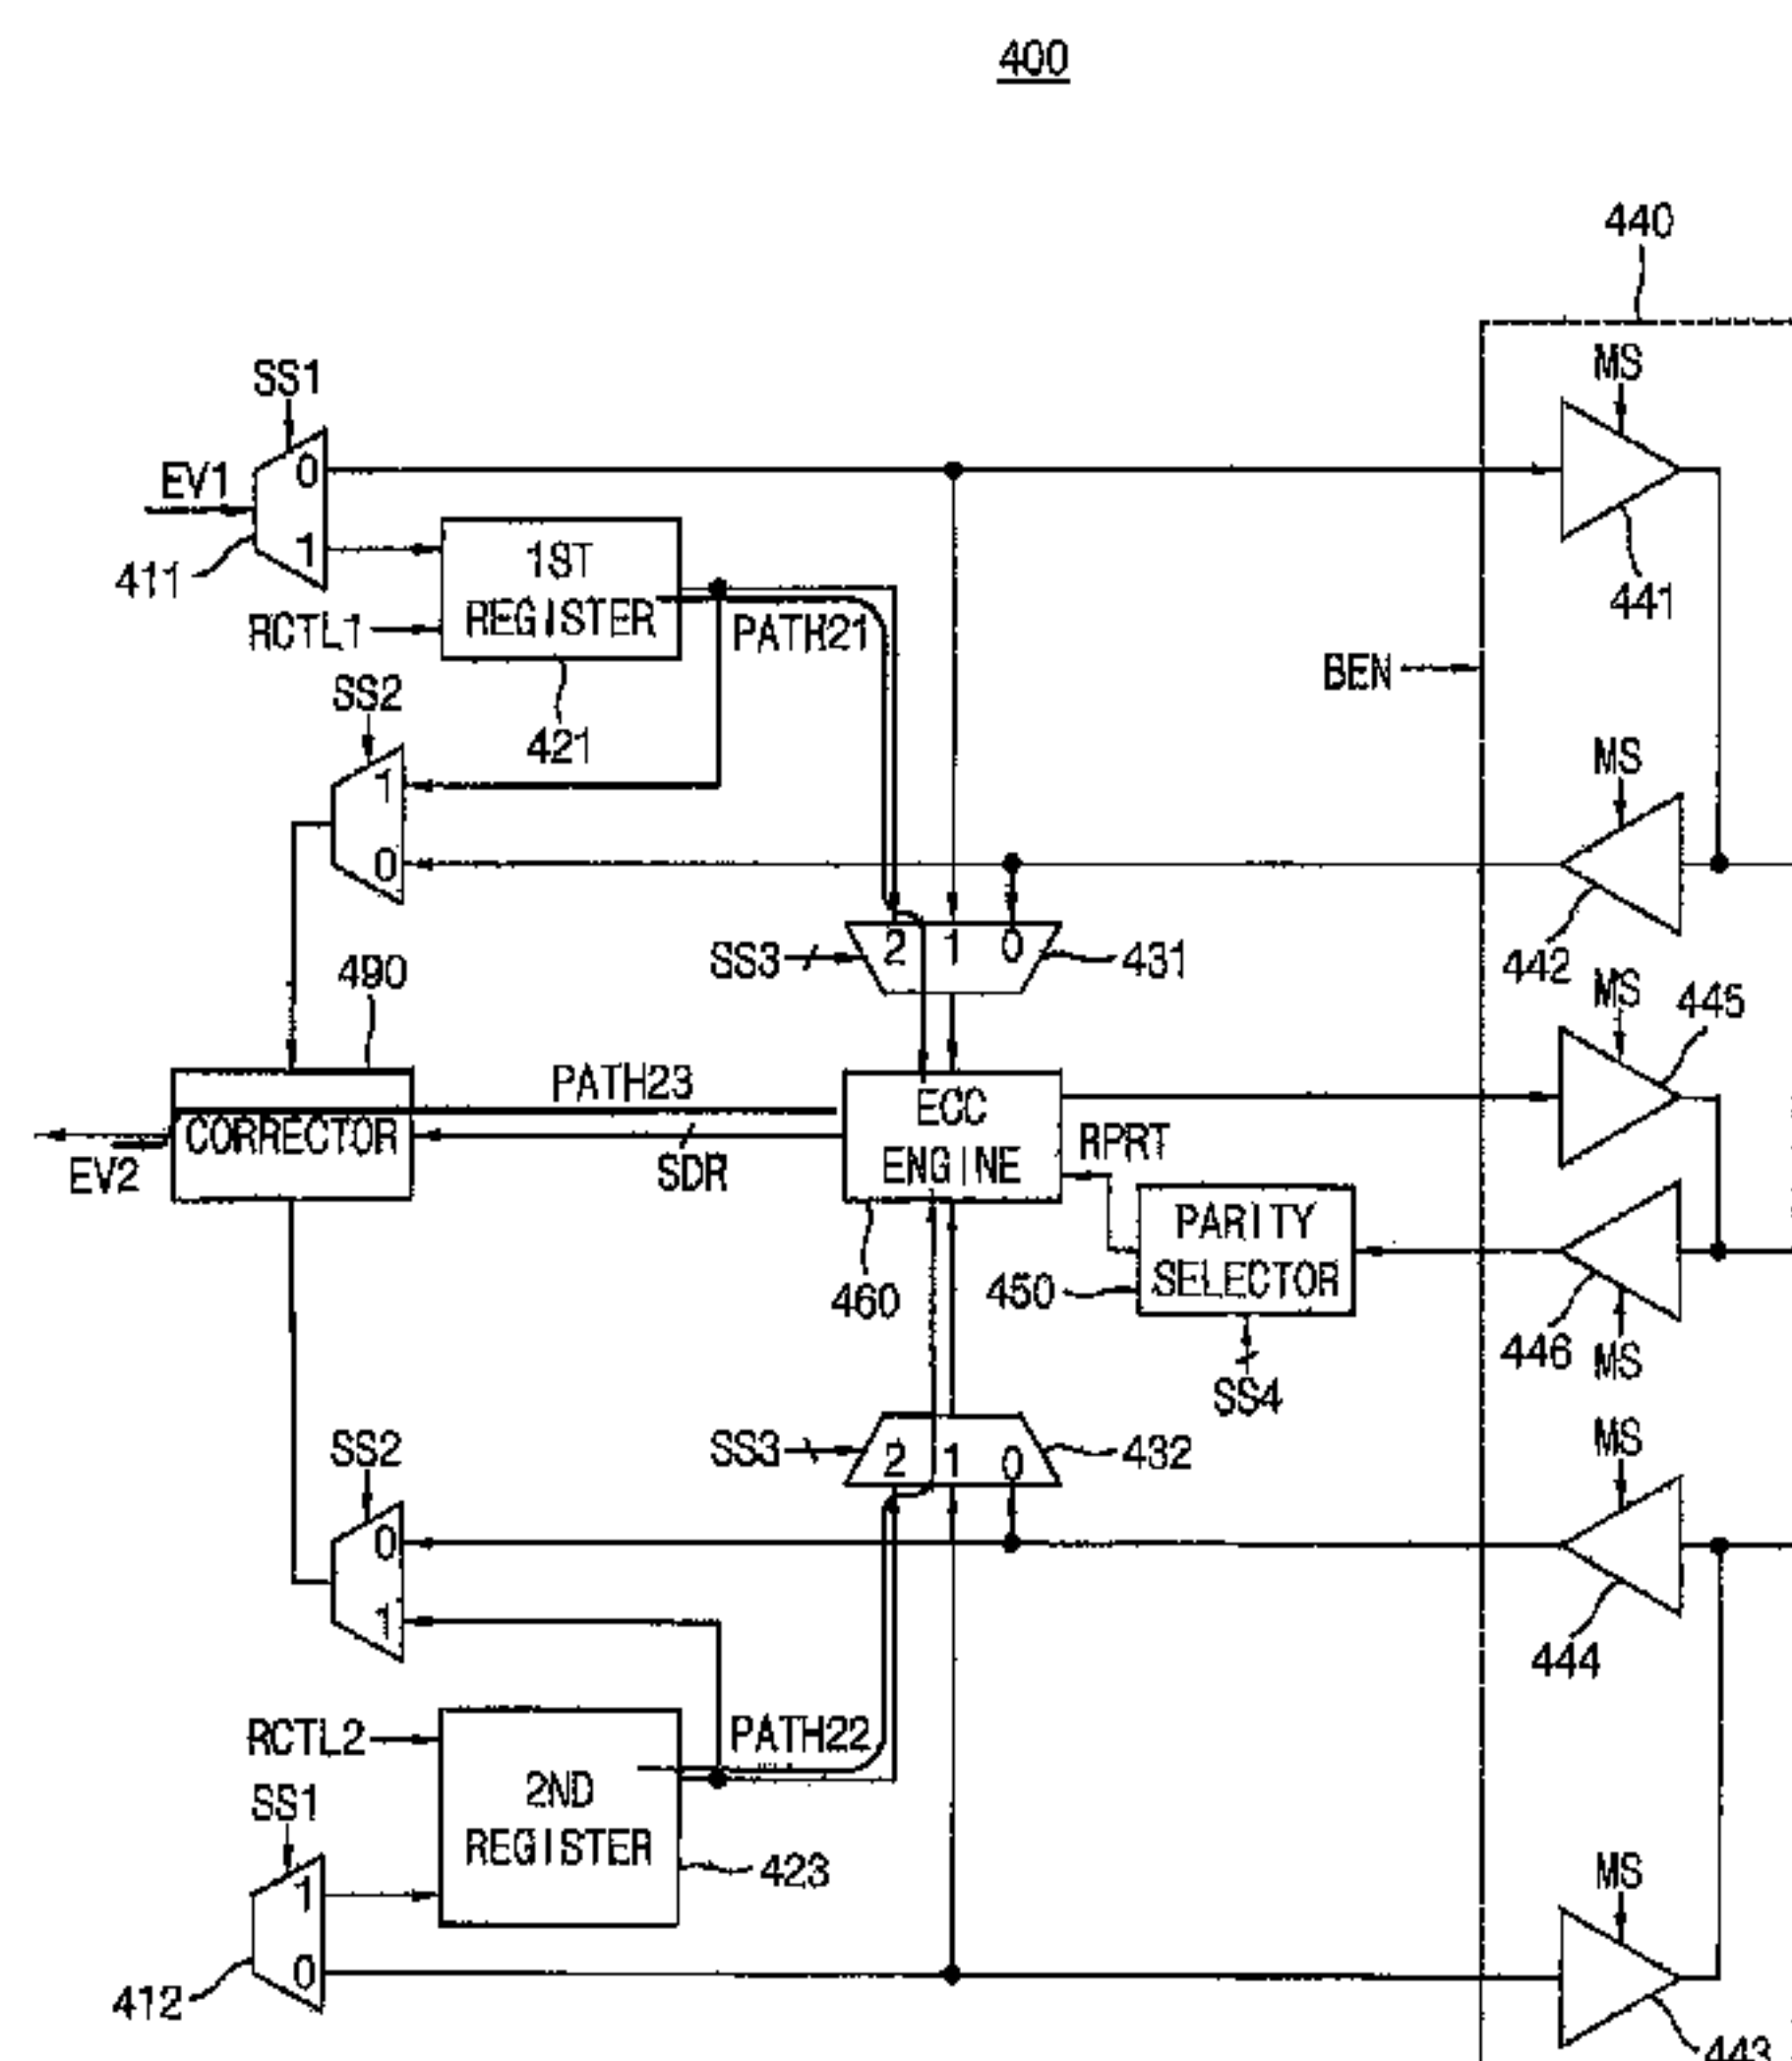 400
440
MS
SS1
0
EV1
1
411
1ST
REGISTER
RCTL1
PATH21
441
BEN
SS2
421
1
0
MS
442
SS3
2 1 0
431
490
MS
445
PATH23
CORRECTOR
EV2
SDR
ECC
ENGINE
RPRT
460
PARITY
SELECTOR
450
SS4
446
MS
SS2
0
1
SS3
2 1 0
432
MS
444
RCTL2
PATH22
SS1
2ND
REGISTER
423
1
0
412
MS
443